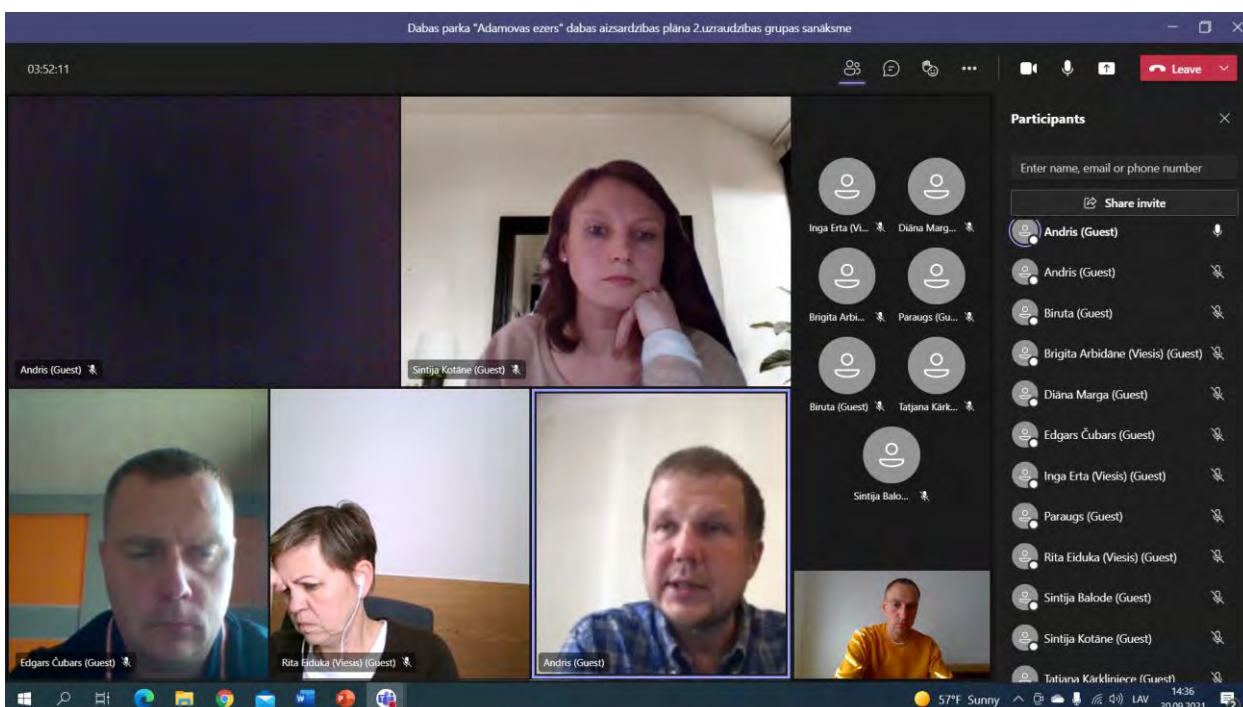 Dabas parka "Adamovas ezers" dabas aizsardzības plāna 2.uzraudzības grupas sanāksme
03:52:11
Leave
Participants
Enter name, email or phone number
Share invite
Andris (Guest)
Andris (Guest)
Biruta (Guest)
Brigita Arbidāne (Viesis) (Guest)
Diāna Marga (Guest)
Edgars Čubars (Guest)
Inga Erta (Viesis) (Guest)
Paraugs (Guest)
Rita Eiduka (Viesis) (Guest)
Sintija Balode (Guest)
Sintija Kotāne (Guest)
Tatjana Kārkliniece (Guest)
Andris (Guest)
Sintija Kotāne (Guest)
Inga Erta (Vi...
Diāna Marg...
Brigita Arbi...
Paraugs (Gu...
Biruta (Guest)
Tatjana Kārk...
Sintija Balo...
Edgars Čubars (Guest)
Rita Eiduka (Viesis) (Guest)
Andris (Guest)
57°F Sunny
LAV
14:36
30.09.2021